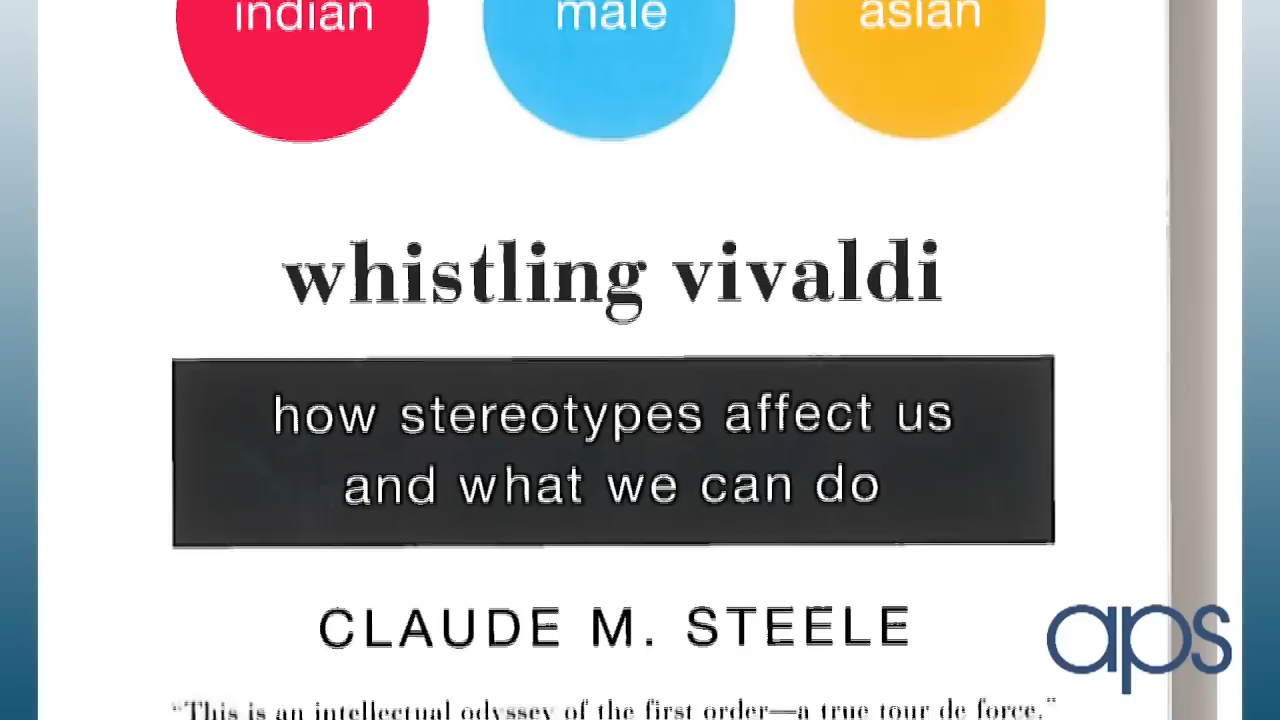 indian male asian
whistling vivaldi
how stereotypes affect us
and what we can do
CLAUDE M. STEELE
aps
"This is an intellectual odyssey of the first order—a true tour de force."